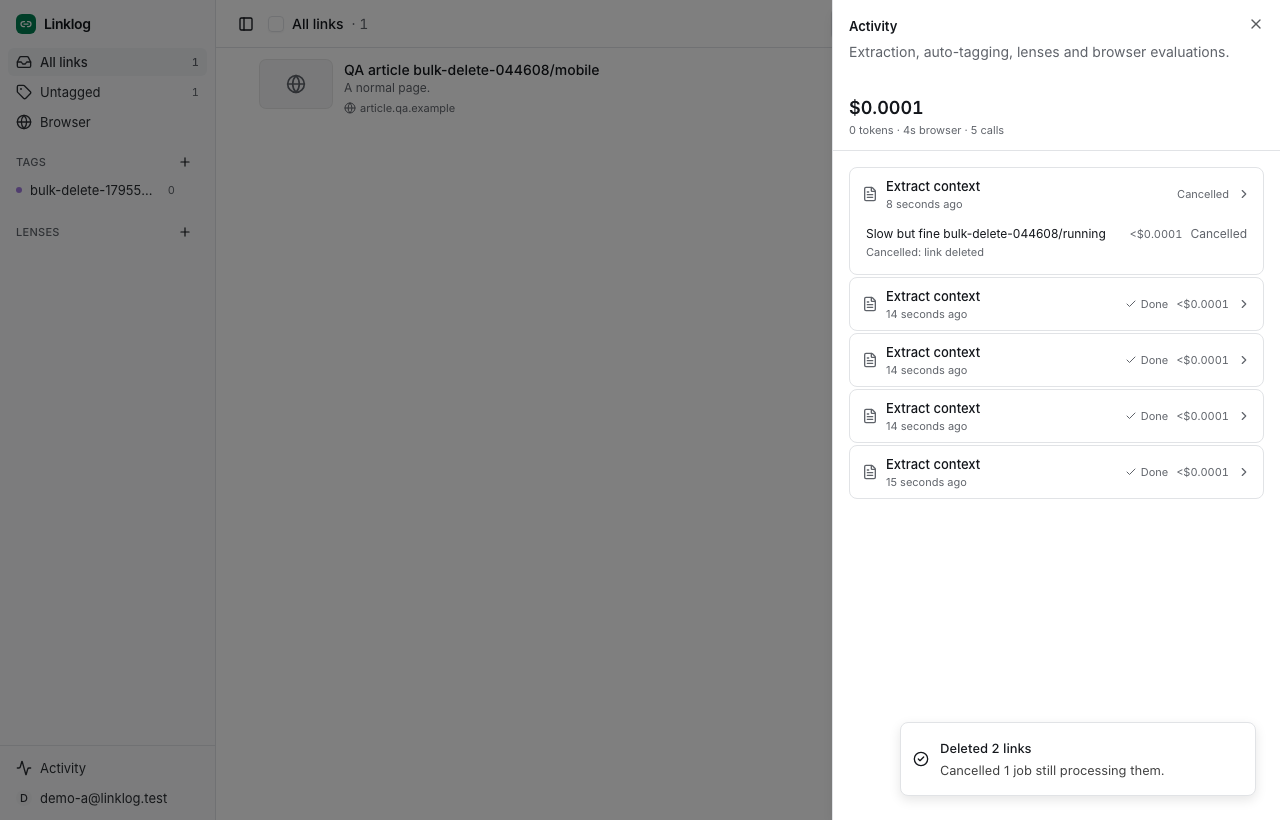 Linklog
All links 1
Untagged 1
Browser
TAGS
bulk-delete-17955... 0
LENSES
Activity
D demo-a@linklog.test
All links · 1
QA article bulk-delete-044608/mobile
A normal page.
article.qa.example
Activity
Extraction, auto-tagging, lenses and browser evaluations.
$0.0001
0 tokens · 4s browser · 5 calls
Extract context
8 seconds ago
Cancelled
Slow but fine bulk-delete-044608/running <$0.0001 Cancelled
Cancelled: link deleted
Extract context
14 seconds ago
Done <$0.0001
Extract context
14 seconds ago
Done <$0.0001
Extract context
14 seconds ago
Done <$0.0001
Extract context
15 seconds ago
Done <$0.0001
Deleted 2 links
Cancelled 1 job still processing them.